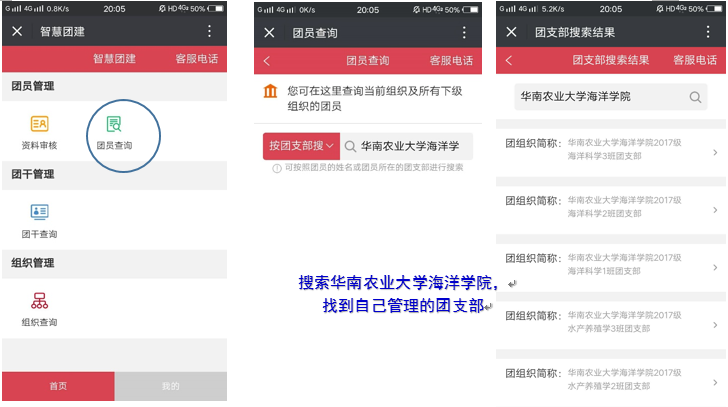 G 4G 0.8K/s 20:05 HD 4G 50%
智慧团建
智慧团建 客服电话
团员管理
资料审核 团员查询
团干管理
团干查询
组织管理
组织查询
首页 我的
G 4G 20:05 HD 4G 50%
团员查询
团员查询 客服电话
您可在这里查询当前组织及所有下级
组织的团员
按团支部搜 华南农业大学海洋学
可按照团员的姓名或团员所在的团支部进行搜索
搜索华南农业大学海洋学院，
找到自己管理的团支部
G 4G 5.2K/s 20:05 HD 4G 50%
团支部搜索结果
团支部搜索结果 客服电话
华南农业大学海洋学院
团组织简称： 华南农业大学海洋学院2017级
海洋科学3班团支部
团组织简称： 华南农业大学海洋学院2017级
海洋科学2班团支部
团组织简称： 华南农业大学海洋学院2017级
海洋科学1班团支部
团组织简称： 华南农业大学海洋学院2017级
水产养殖学3班团支部
团组织简称： 华南农业大学海洋学院2017级
水产养殖学2班团支部